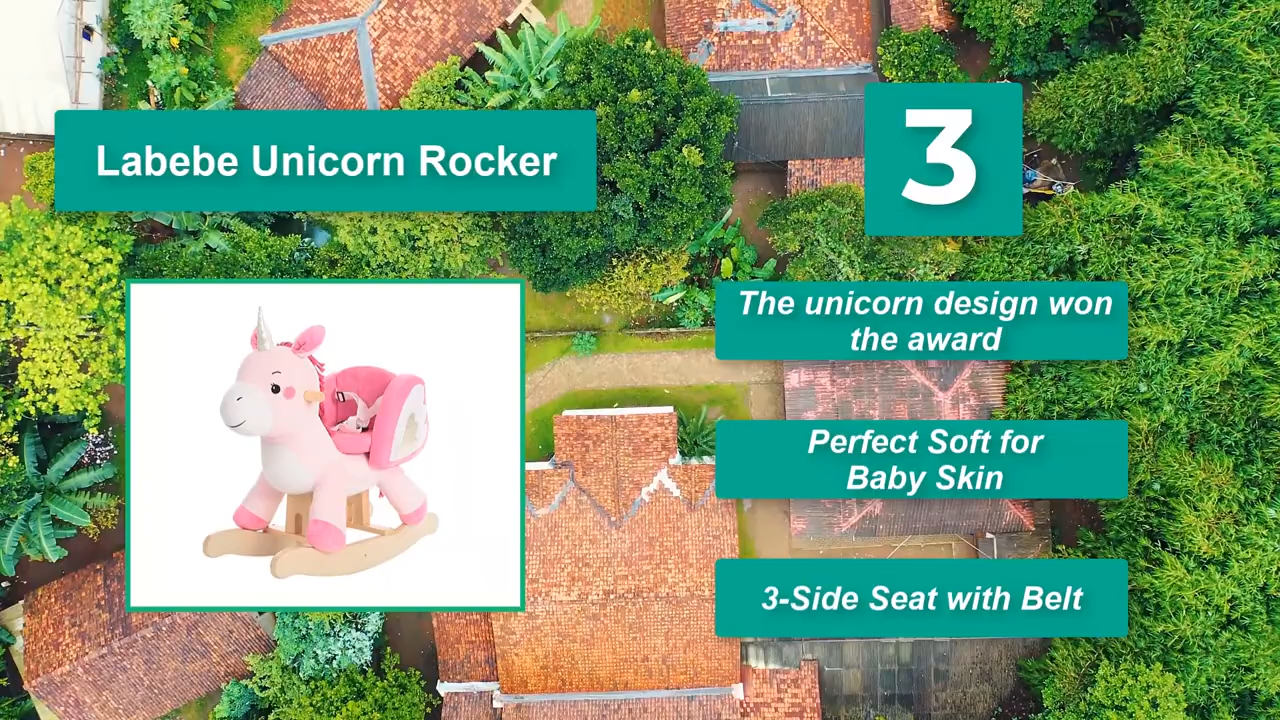 Labebe Unicorn Rocker
3
The unicorn design won
the award
Perfect Soft for
Baby Skin
3-Side Seat with Belt